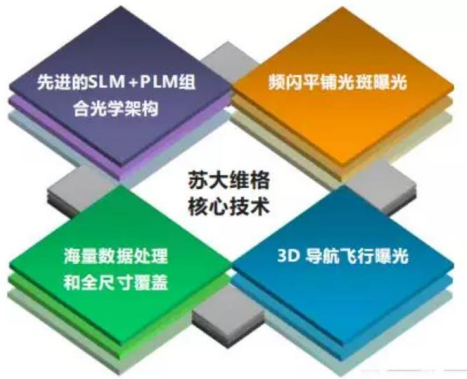 先进的SLM+PLM组
合光学架构
频闪平铺光斑曝光
苏大维格
核心技术
海量数据处理
和全尺寸覆盖
3D 导航飞行曝光